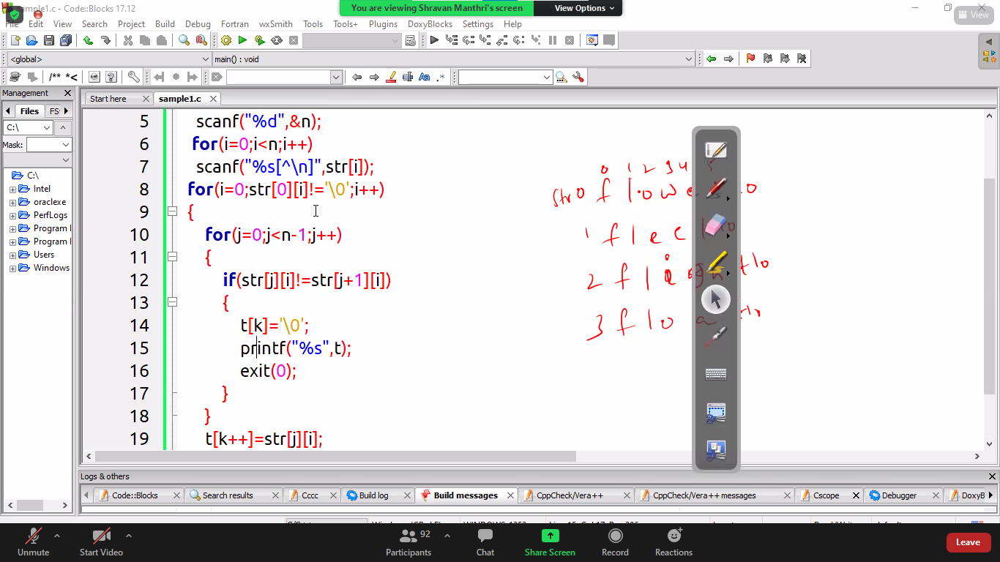 sample1.c - Code::Blocks 17.12
You are viewing Shravan Manthri's screen
View Options
File Edit View Search Project Build Debug Fortran wxSmith Tools Tools+ Plugins DoxyBlocks Settings Help
View
<global>
main() : void
/** *<
Aa .*
Management
Start here
sample1.c
Files FS
C:\
Mask:
C:\
Intel
oraclexe
PerfLogs
Program
Program
Users
Windows
5 scanf("%d",&n);
6 for(i=0;i<n;i++)
7 scanf("%s[^\n]",str[i]);
8 for(i=0;str[0][i]!='\0';i++)
9 {
10 for(j=0;j<n-1;j++)
11 {
12 if(str[j][i]!=str[j+1][i])
13 {
14 t[k]='\0';
15 printf("%s",t);
16 exit(0);
17 }
18 }
19 t[k++]=str[j][i];
0 1 2 3 4 5
str 0 f l o w e
1 f l e c
2 f l i g h t \0
3 f l o a
Logs & others
Code::Blocks
Search results
Cccc
Build log
Build messages
CppCheck/Vera++
CppCheck/Vera++ messages
Cscope
Debugger
DoxyB
Unmute
Start Video
92
Participants
Chat
Share Screen
Record
Reactions
Leave